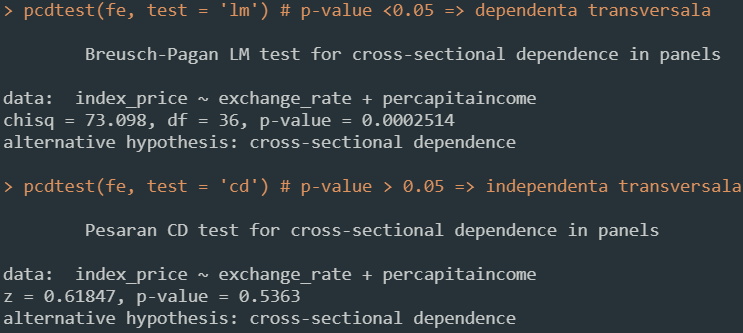 > pcdtest(fe, test = 'lm') # p-value <0.05 => dependenta transversala
Breusch-Pagan LM test for cross-sectional dependence in panels
data:  index_price ~ exchange_rate + percapitaincome
chisq = 73.098, df = 36, p-value = 0.0002514
alternative hypothesis: cross-sectional dependence
> pcdtest(fe, test = 'cd') # p-value > 0.05 => independenta transversala
Pesaran CD test for cross-sectional dependence in panels
data:  index_price ~ exchange_rate + percapitaincome
z = 0.61847, p-value = 0.5363
alternative hypothesis: cross-sectional dependence